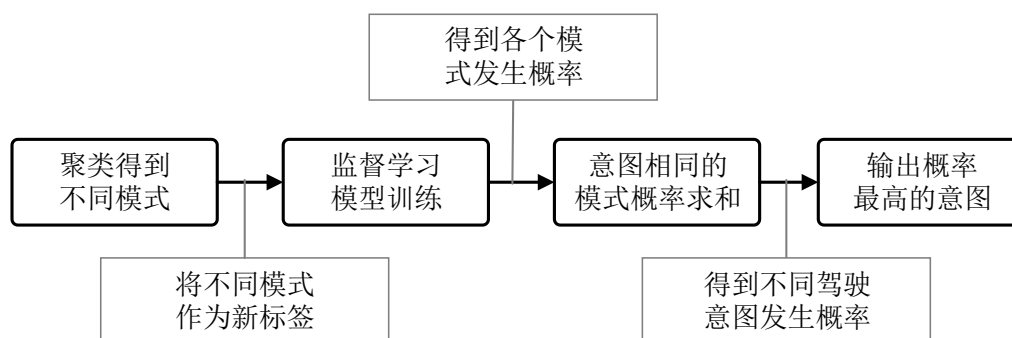 得到各个模
式发生概率
聚类得到
不同模式
监督学习
模型训练
意图相同的
模式概率求和
输出概率
最高的意图
将不同模式
作为新标签
得到不同驾驶
意图发生概率